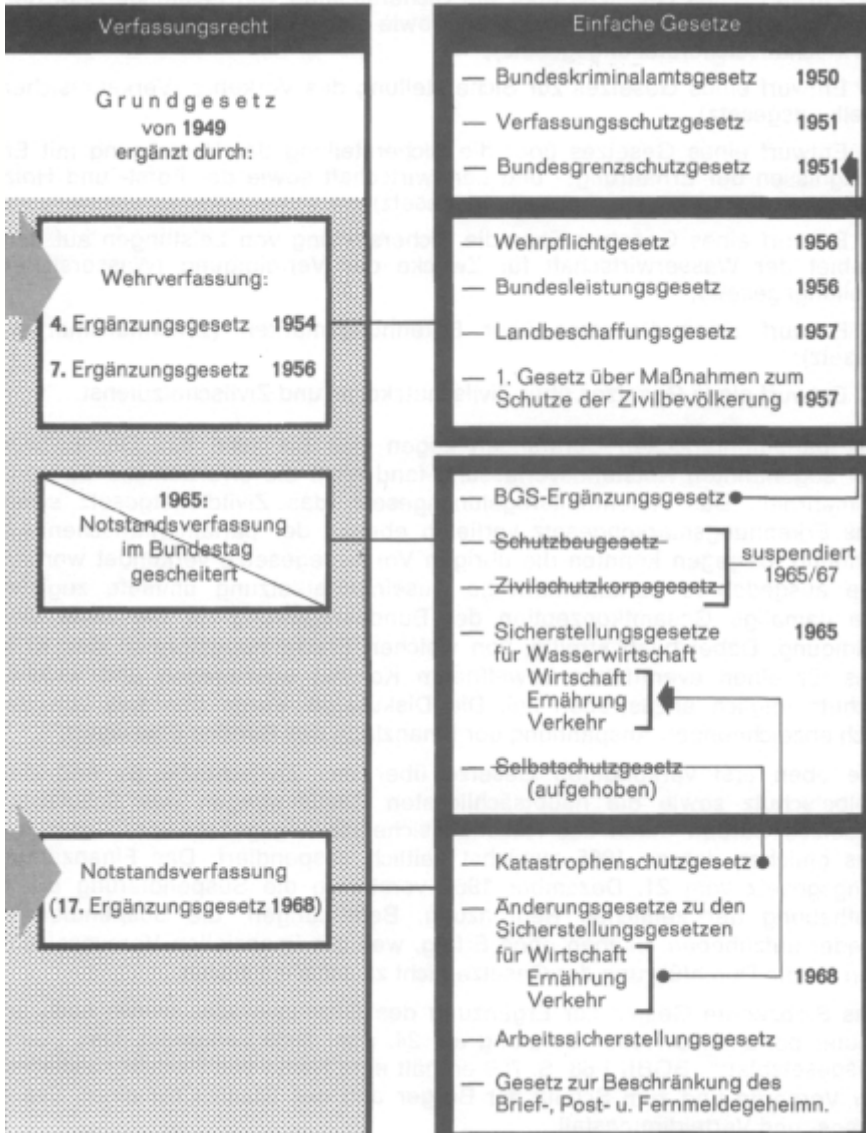 Verfassungsrecht
Grundgesetz
von 1949
ergänzt durch:
Wehrverfassung:
4. Ergänzungsgesetz 1954
7. Ergänzungsgesetz 1956
1965:
Notstandsverfassung
im Bundestag
gescheitert
Notstandsverfassung
(17. Ergänzungsgesetz 1968)
Einfache Gesetze
— Bundeskriminalamtsgesetz 1950
— Verfassungsschutzgesetz 1951
— Bundesgrenzschutzgesetz 1951
— Wehrpflichtgesetz 1956
— Bundesleistungsgesetz 1956
— Landbeschaffungsgesetz 1957
— 1. Gesetz über Maßnahmen zum
Schutze der Zivilbevölkerung 1957
— BGS-Ergänzungsgesetz
— Schutzbaugesetz
— Zivilschutzkorpsgesetz
suspendiert
1965/67
— Sicherstellungsgesetze 1965
für Wasserwirtschaft
Wirtschaft
Ernährung
Verkehr
— Selbstschutzgesetz
(aufgehoben)
— Katastrophenschutzgesetz
— Änderungsgesetze zu den
Sicherstellungsgesetzen
für Wirtschaft
Ernährung 1968
Verkehr
— Arbeitssicherstellungsgesetz
— Gesetz zur Beschränkung des
Brief-, Post- u. Fernmeldegeheimn.